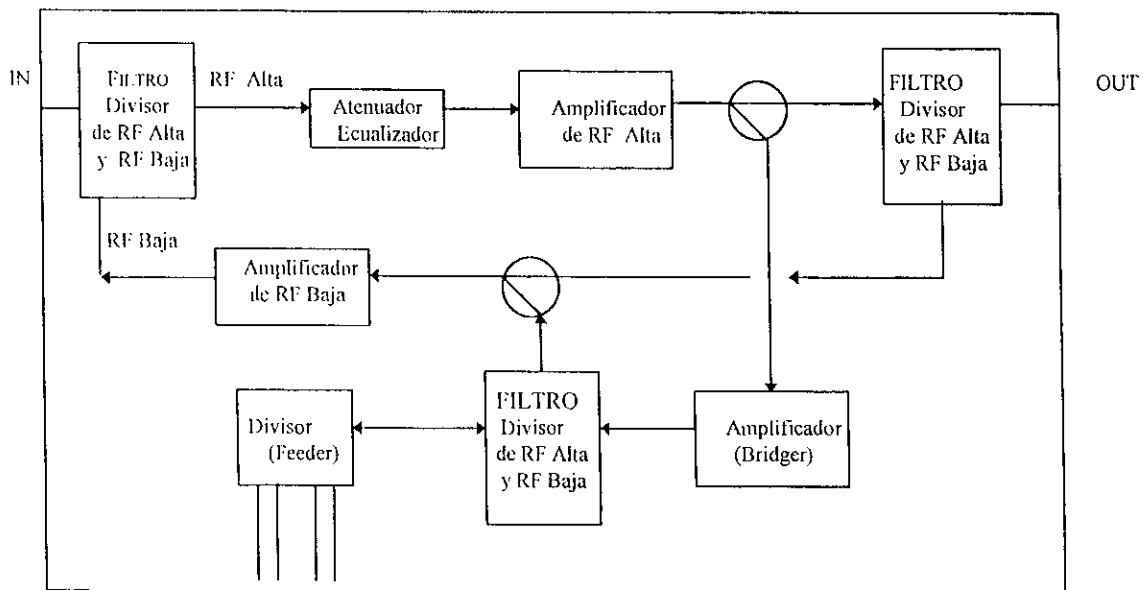 IN
FILTRO
Divisor
de RF Alta
y RF Baja
RF Alta
Atenuador
Ecualizador
Amplificador
de RF Alta
FILTRO
Divisor
de RF Alta
y RF Baja
OUT
RF Baja
Amplificador
de RF Baja
Divisor
(Feeder)
FILTRO
Divisor
de RF Alta
y RF Baja
Amplificador
(Bridger)